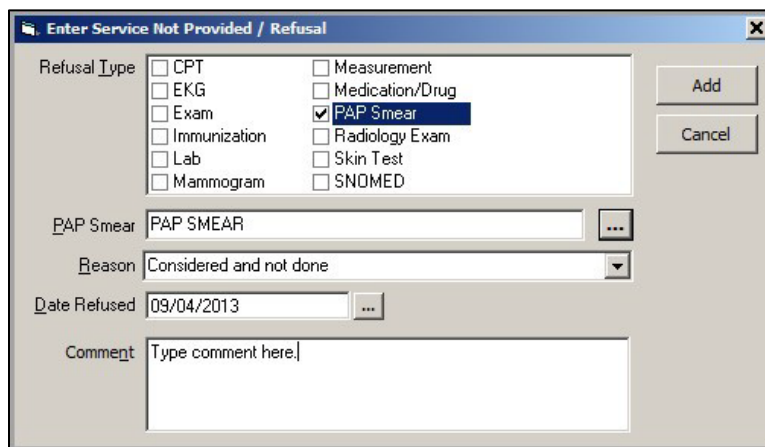 Enter Service Not Provided / Refusal
Refusal Type
CPT Measurement
EKG Medication/Drug
Exam PAP Smear
Immunization Radiology Exam
Lab Skin Test
Mammogram SNOMED
Add
Cancel
PAP Smear PAP SMEAR ...
Reason Considered and not done
Date Refused 09/04/2013 ...
Comment Type comment here.